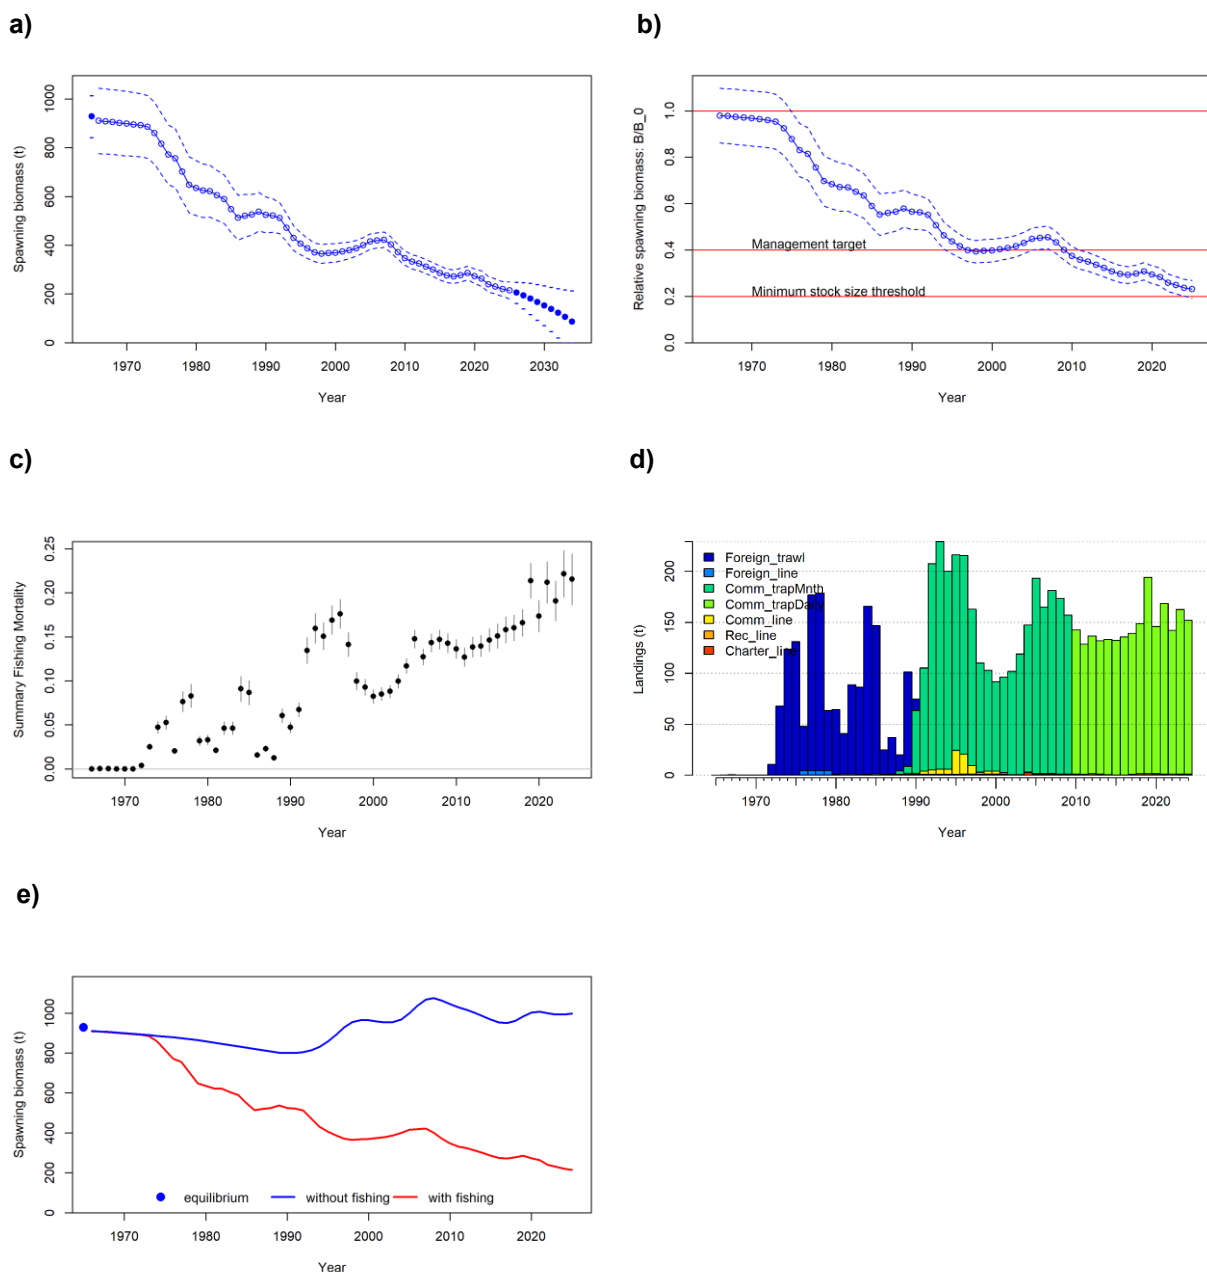 a)
b)
Spawning biomass (t)
0 200 400 600 800 1000
1970 1980 1990 2000 2010 2020 2030
Year
Relative spawning biomass: B/B_0
0.0 0.2 0.4 0.6 0.8 1.0
Management target
Minimum stock size threshold
1970 1980 1990 2000 2010 2020
Year
c)
d)
Summary Fishing Mortality
0.00 0.05 0.10 0.15 0.20 0.25
1970 1980 1990 2000 2010 2020
Year
Landings (t)
0 50 100 150 200
Foreign_trawl
Foreign_line
Comm_trapMnth
Comm_trapDaily
Comm_line
Rec_line
Charter_line
1970 1980 1990 2000 2010 2020
Year
e)
Spawning biomass (t)
0 200 400 600 800 1000
equilibrium without fishing with fishing
1970 1980 1990 2000 2010 2020
Year